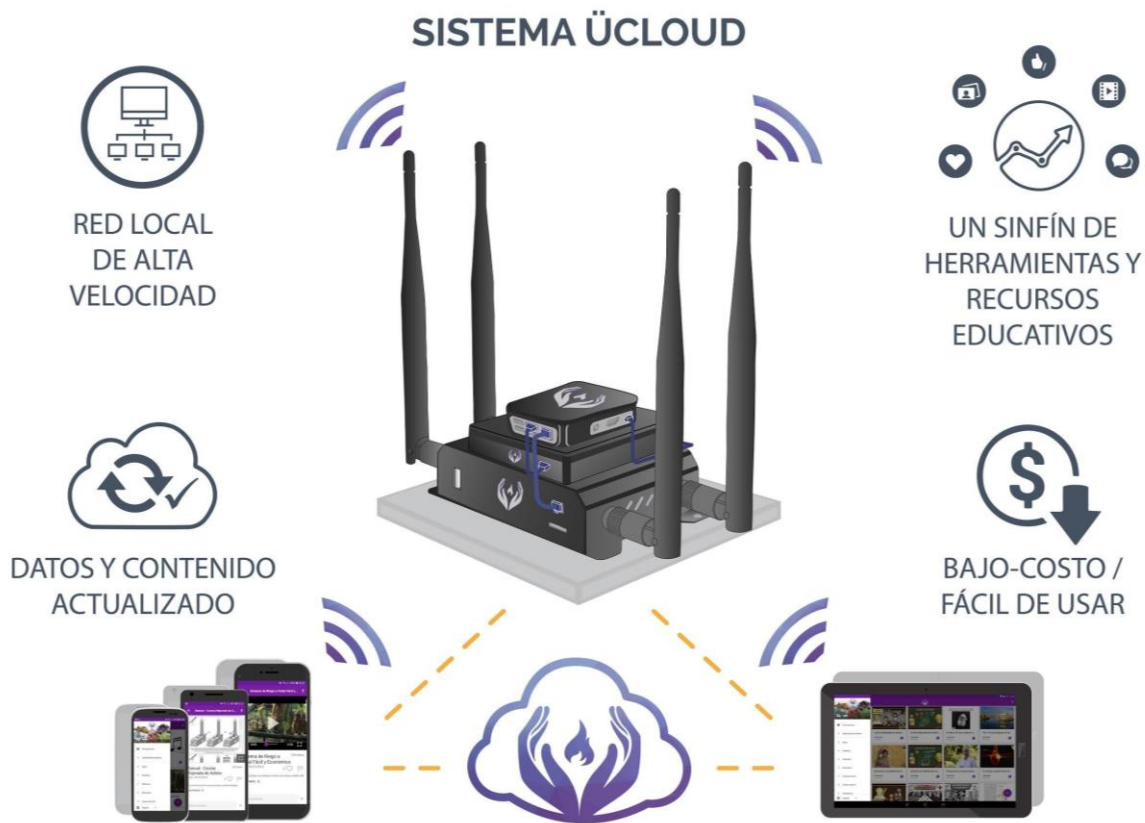 SISTEMA ÜCLOUD
RED LOCAL
DE ALTA
VELOCIDAD
UN SINFÍN DE
HERRAMIENTAS Y
RECURSOS
EDUCATIVOS
DATOS Y CONTENIDO
ACTUALIZADO
BAJO-COSTO /
FÁCIL DE USAR